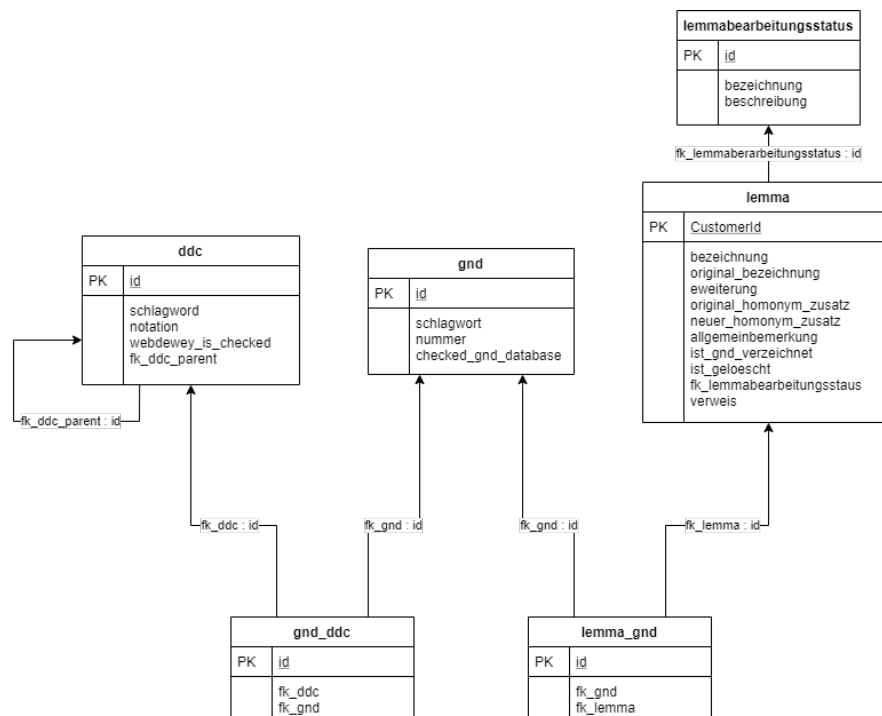 lemmabearbeitungsstatus
PK id
bezeichnung
beschreibung
fk_lemmaberarbeitungsstatus : id
lemma
PK CustomerId
bezeichnung
original_bezeichnung
eweiterung
original_homonym_zusatz
neuer_homonym_zusatz
allgemeinbemerkung
ist_gnd_verzeichnet
ist_geloescht
fk_lemmabearbeitungsstaus
verweis
ddc
PK id
schlagword
notation
webdewey_is_checked
fk_ddc_parent
fk_ddc_parent : id
gnd
PK id
schlagwort
nummer
checked_gnd_database
fk_ddc : id
fk_gnd : id
fk_gnd : id
fk_lemma : id
gnd_ddc
PK id
fk_ddc
fk_gnd
lemma_gnd
PK id
fk_gnd
fk_lemma